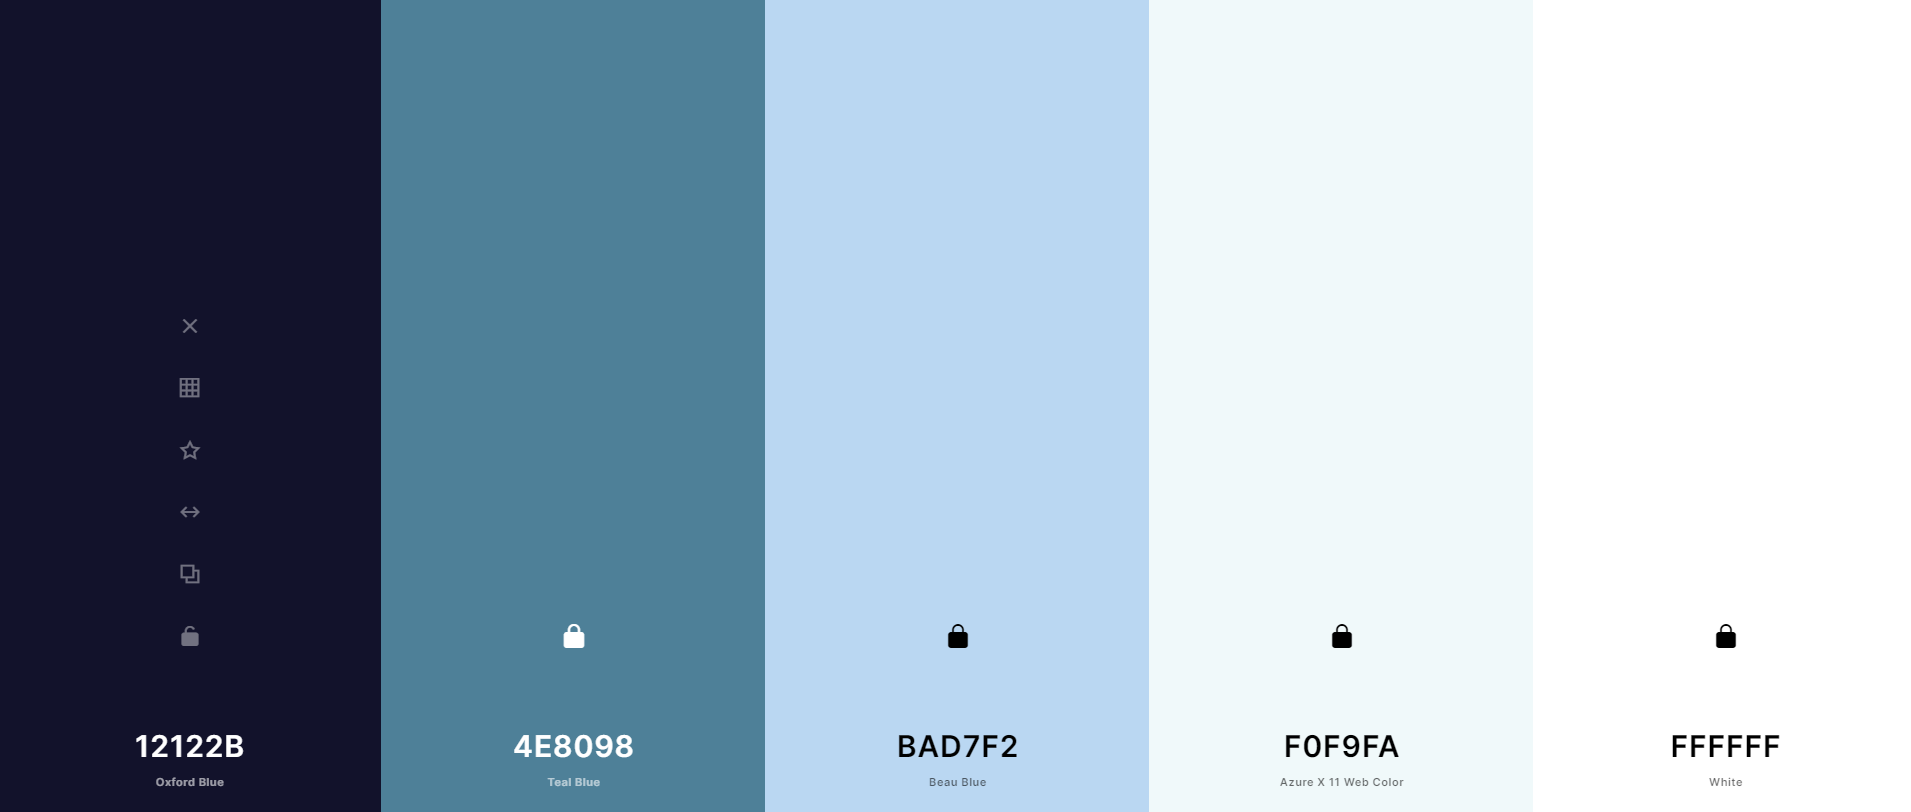 12122B
Oxford Blue
4E8098
Teal Blue
BAD7F2
Beau Blue
F0F9FA
Azure X 11 Web Color
FFFFFF
White